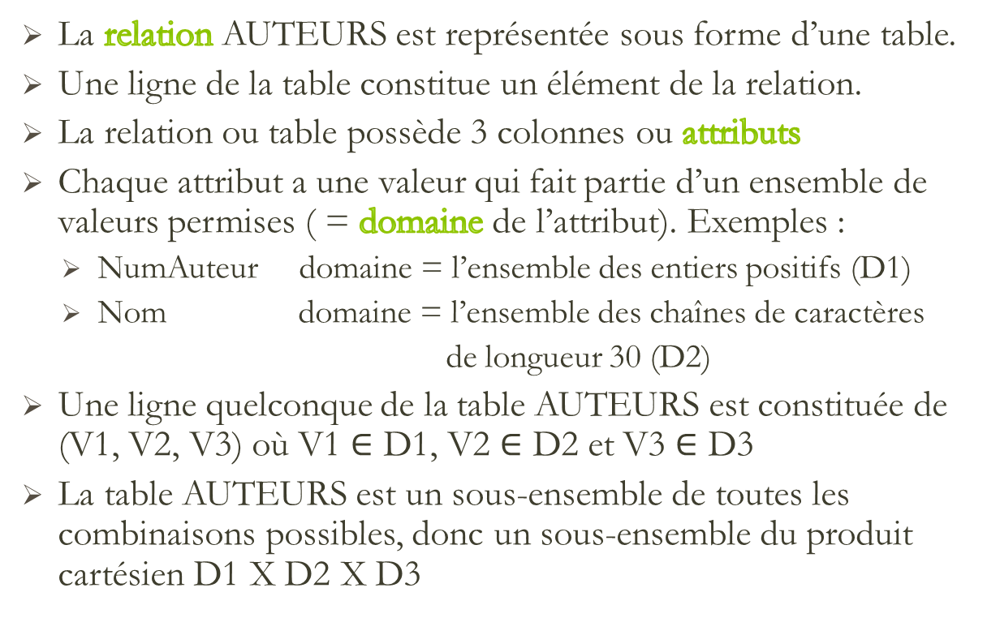 ➢ La relation AUTEURS est représentée sous forme d’une table.
➢ Une ligne de la table constitue un élément de la relation.
➢ La relation ou table possède 3 colonnes ou attributs
➢ Chaque attribut a une valeur qui fait partie d’un ensemble de
valeurs permises ( = domaine de l’attribut). Exemples :
➢ NumAuteur domaine = l’ensemble des entiers positifs (D1)
➢ Nom domaine = l’ensemble des chaînes de caractères
de longueur 30 (D2)
➢ Une ligne quelconque de la table AUTEURS est constituée de
(V1, V2, V3) où V1 ∈ D1, V2 ∈ D2 et V3 ∈ D3
➢ La table AUTEURS est un sous-ensemble de toutes les
combinaisons possibles, donc un sous-ensemble du produit
cartésien D1 X D2 X D3